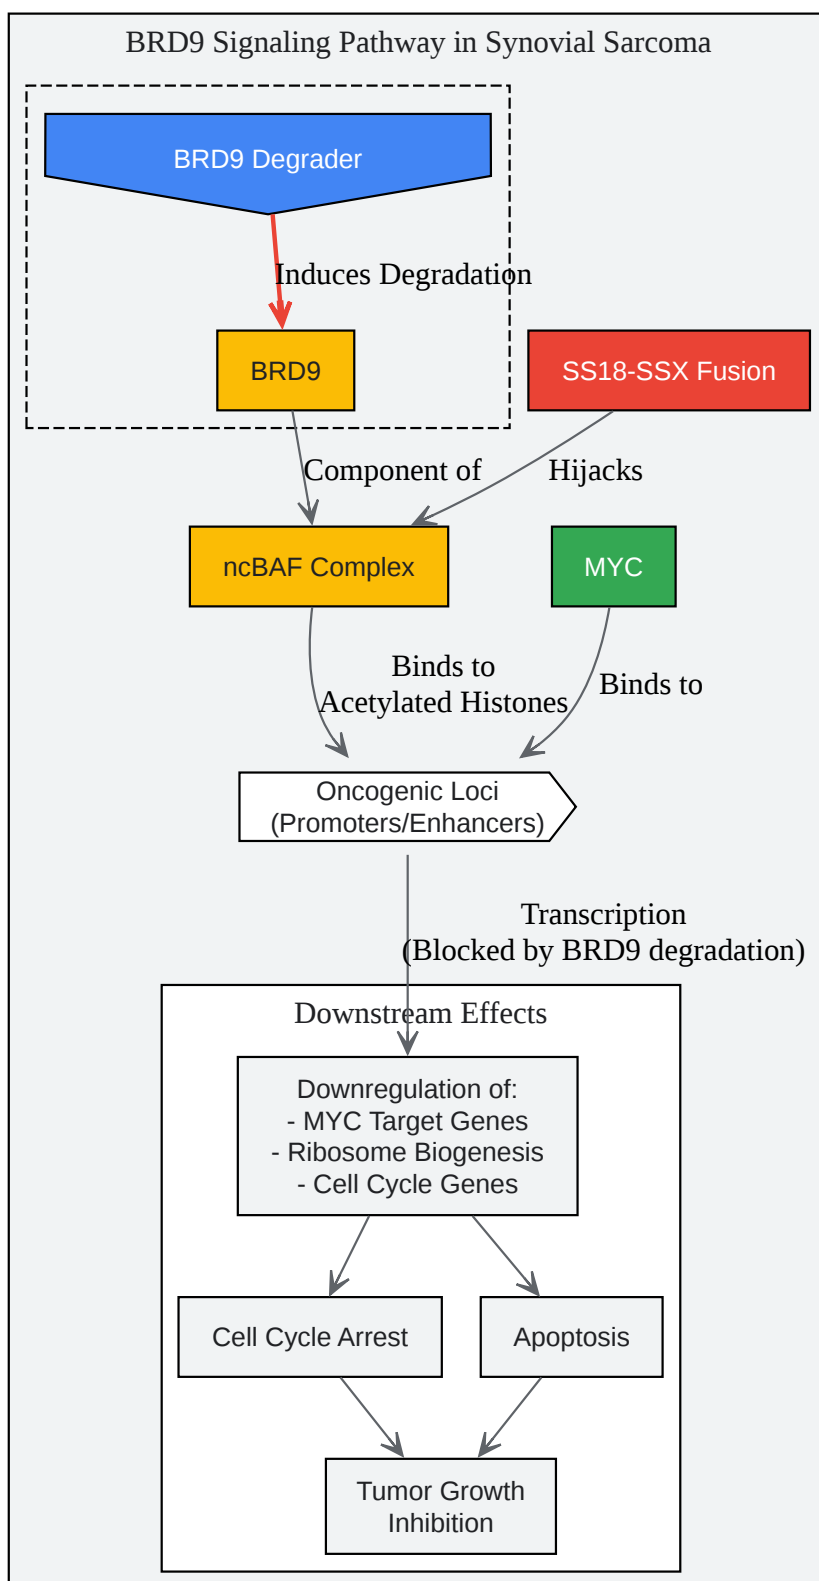 BRD9 Signaling Pathway in Synovial Sarcoma
BRD9 Degrader
Induces Degradation
BRD9
SS18-SSX Fusion
Component of
Hijacks
ncBAF Complex
MYC
Binds to
Acetylated Histones
Binds to
Oncogenic Loci
(Promoters/Enhancers)
Transcription
(Blocked by BRD9 degradation)
Downstream Effects
Downregulation of:
- MYC Target Genes
- Ribosome Biogenesis
- Cell Cycle Genes
Cell Cycle Arrest
Apoptosis
Tumor Growth
Inhibition